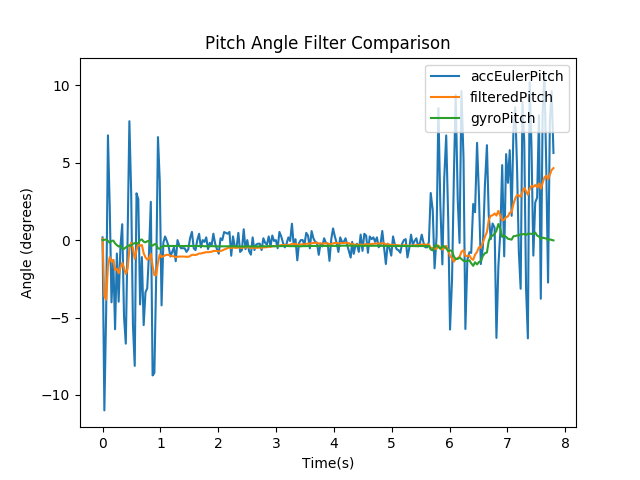 Pitch Angle Filter Comparison
accEulerPitch
filteredPitch
gyroPitch
Angle (degrees)
10
5
0
−5
−10
0 1 2 3 4 5 6 7 8
Time(s)